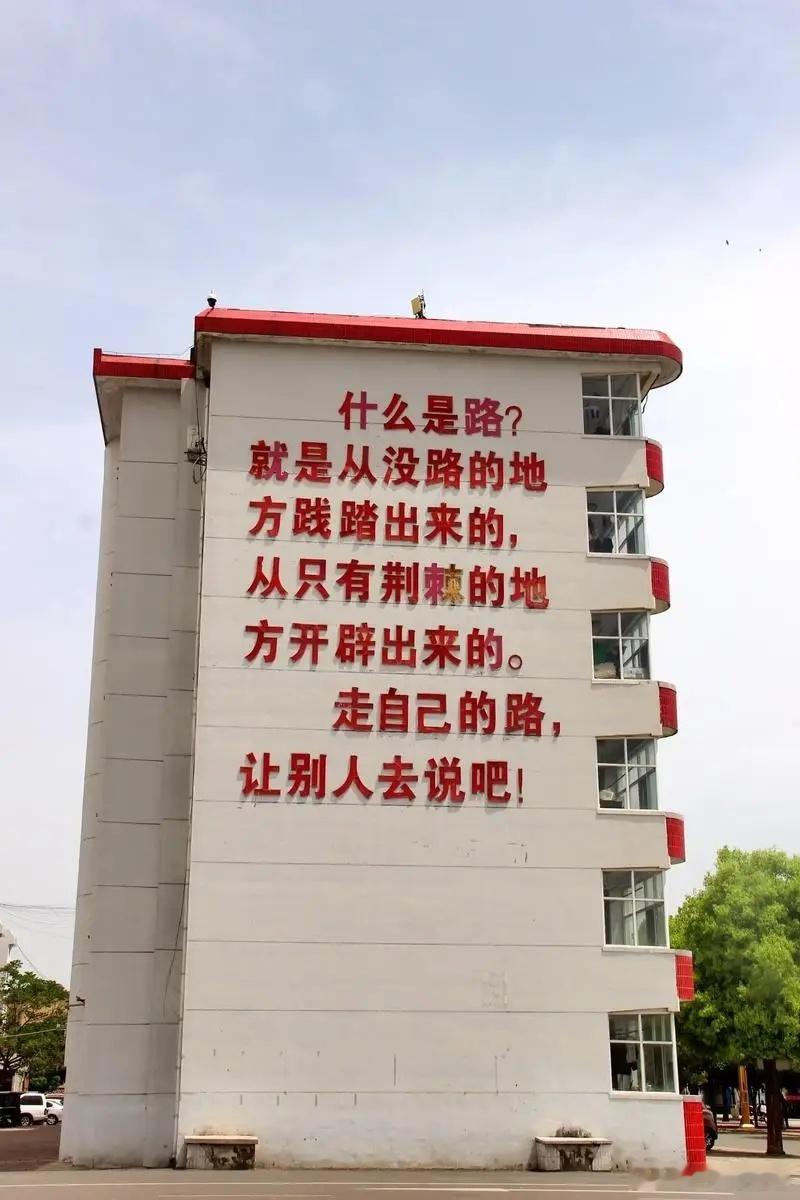 什么是路?
就是从没路的地
方践踏出来的,
从只有荆棘的地
方开辟出来的。
走自己的路,
让别人去说吧!